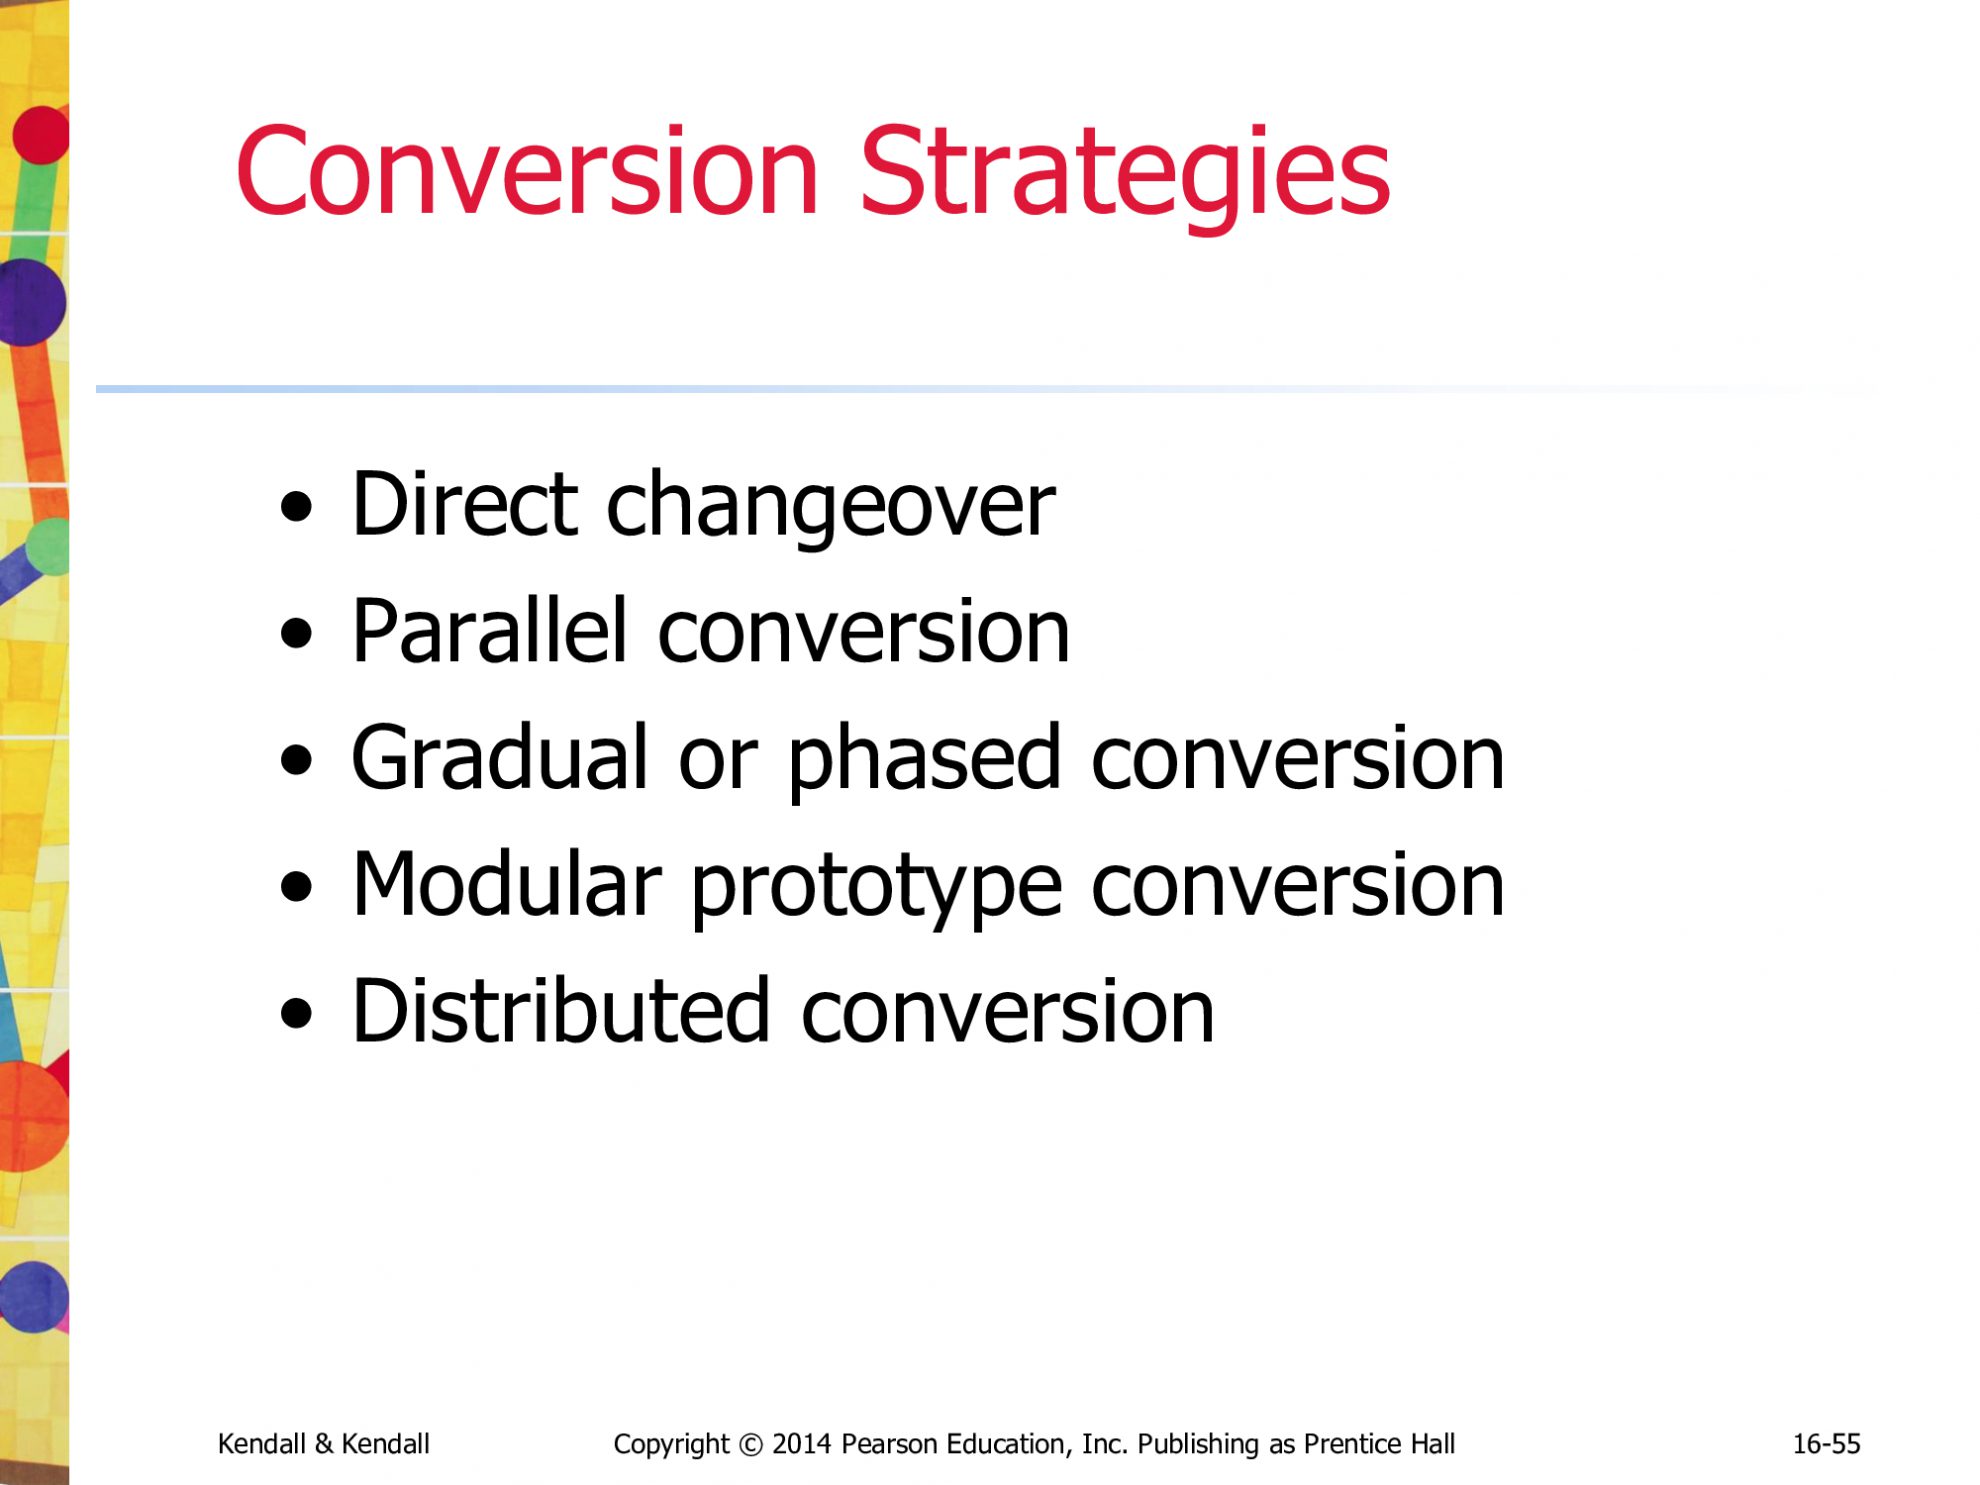 Conversion Strategies
• Direct changeover
• Parallel conversion
• Gradual or phased conversion
• Modular prototype conversion
• Distributed conversion
Kendall & Kendall Copyright © 2014 Pearson Education, Inc. Publishing as Prentice Hall 16-55